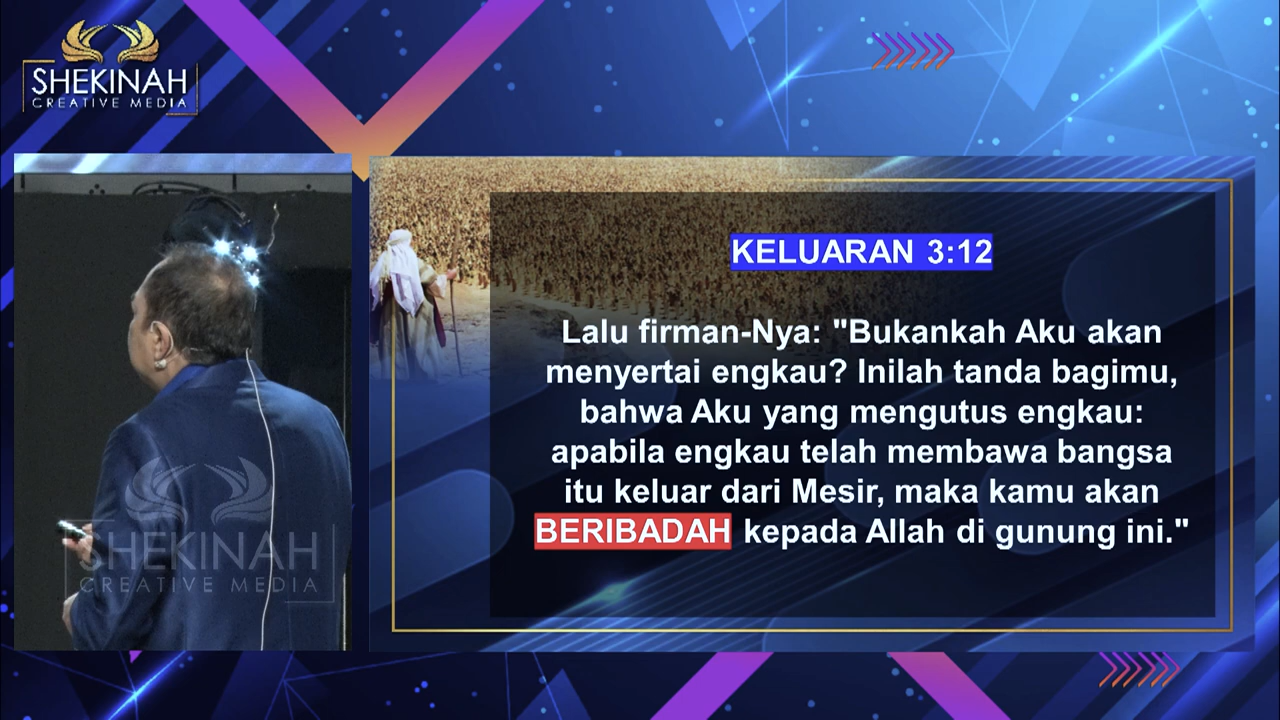 SHEKINAH
CREATIVE MEDIA
KELUARAN 3:12
Lalu firman-Nya: "Bukankah Aku akan
menyertai engkau? Inilah tanda bagimu,
bahwa Aku yang mengutus engkau:
apabila engkau telah membawa bangsa
itu keluar dari Mesir, maka kamu akan
BERIBADAH kepada Allah di gunung ini."
SHEKINAH
CREATIVE MEDIA